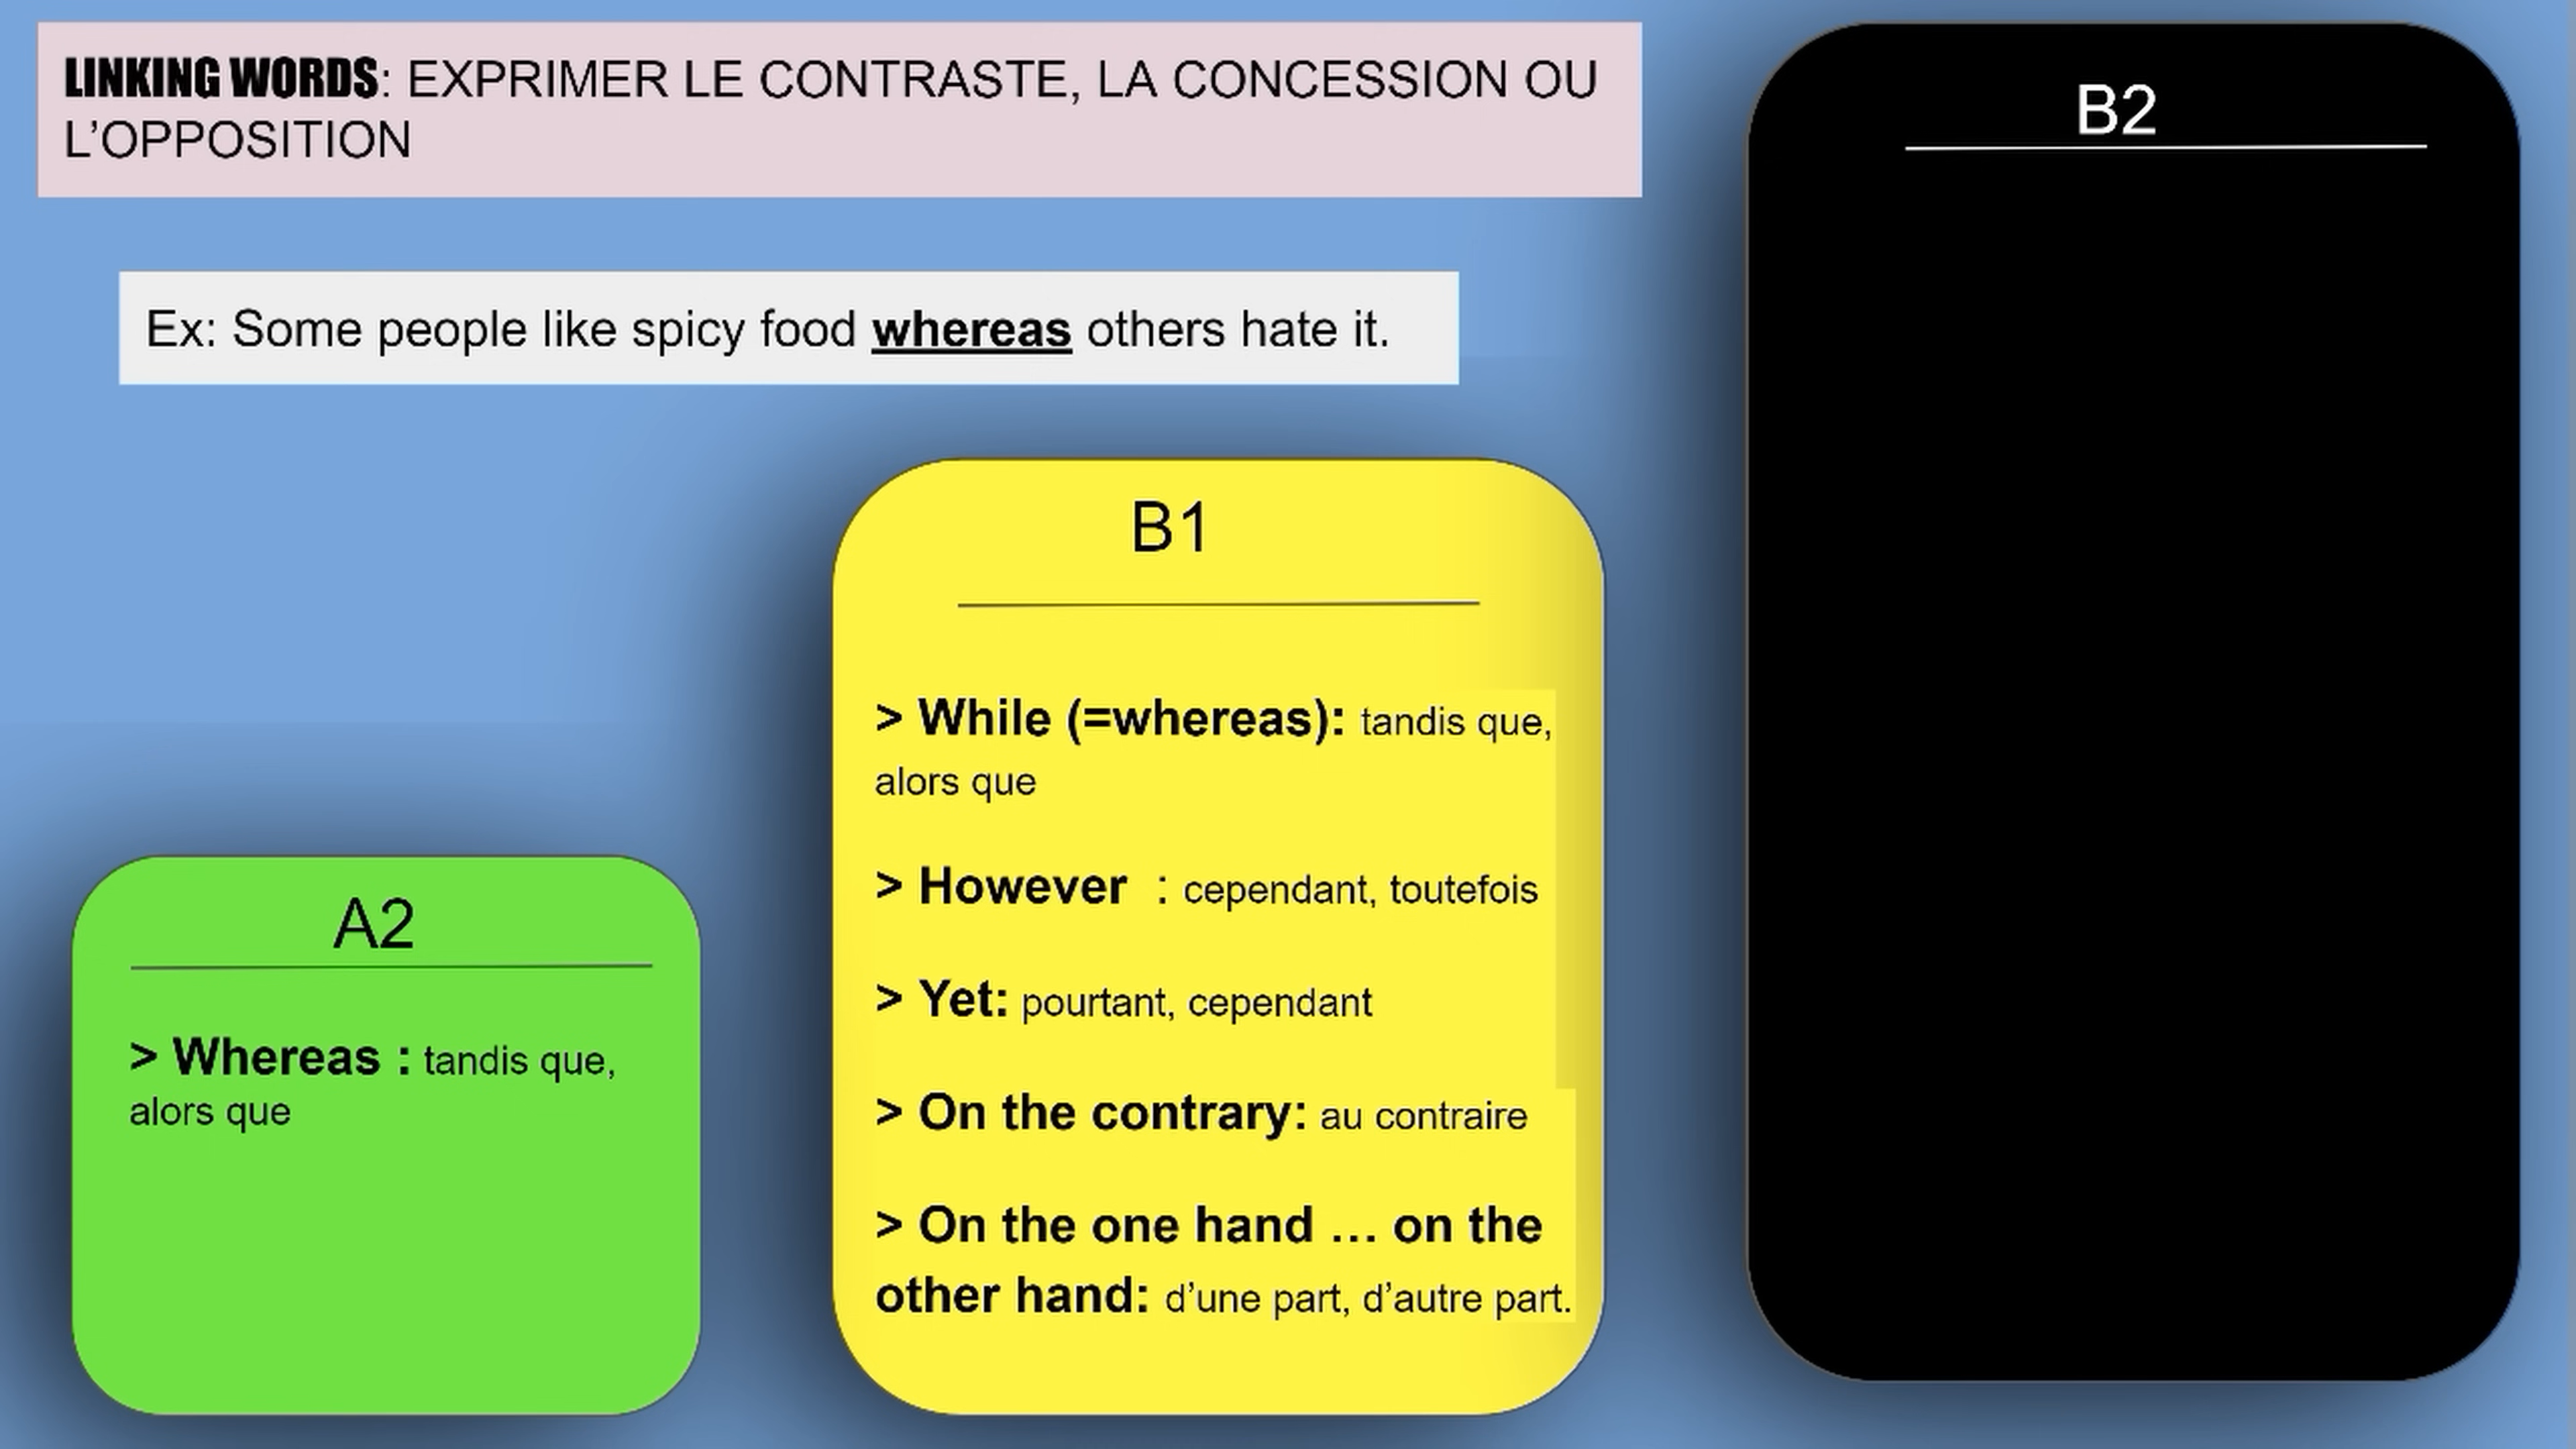 LINKING WORDS: EXPRIMER LE CONTRASTE, LA CONCESSION OU
L’OPPOSITION
Ex: Some people like spicy food whereas others hate it.
A2
> Whereas : tandis que,
alors que
B1
> While (=whereas): tandis que,
alors que
> However : cependant, toutefois
> Yet: pourtant, cependant
> On the contrary: au contraire
> On the one hand … on the
other hand: d’une part, d’autre part.
B2